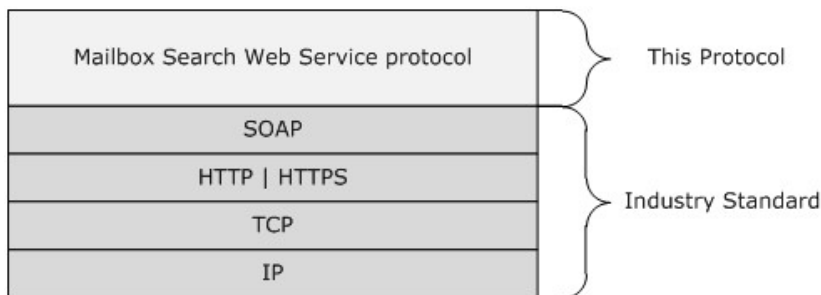 Mailbox Search Web Service protocol
This Protocol
SOAP
HTTP | HTTPS
TCP
IP
Industry Standard